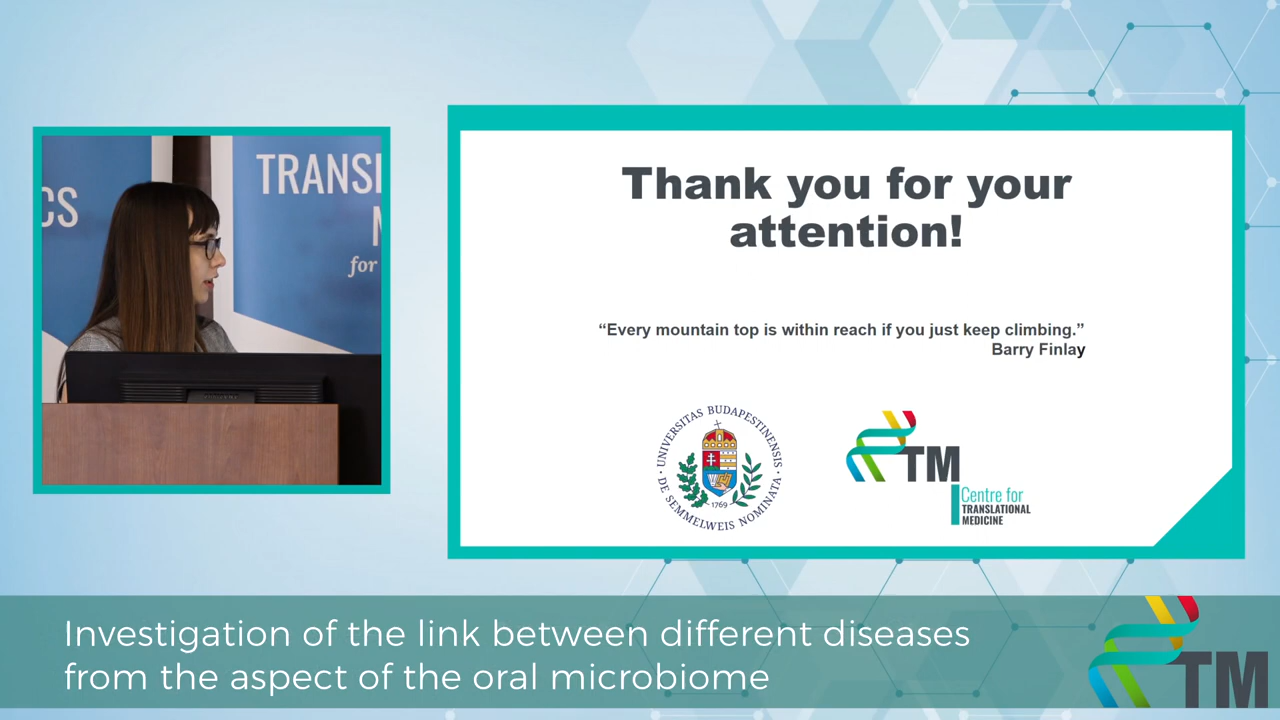 CS
TRANSL
for
Thank you for your
attention!
“Every mountain top is within reach if you just keep climbing.”
Barry Finlay
UNIVERSITAS BUDAPESTINENSIS
DE SEMMELWEIS NOMINATA
1769
TM
Centre for
TRANSLATIONAL
MEDICINE
Investigation of the link between different diseases
from the aspect of the oral microbiome
TM